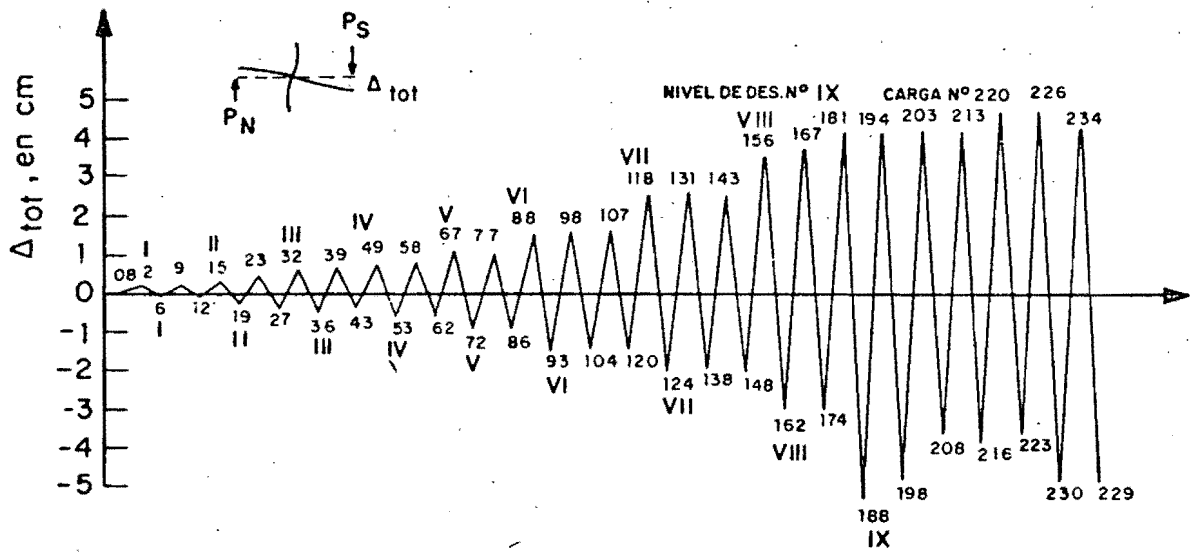 P_S
Δ_tot
P_N
Δ_tot, en cm
5
4
3
2
1
0
-1
-2
-3
-4
-5
NIVEL DE DES. Nº IX CARGA Nº 220 226
VIII 181 194 203 213 234
156 167
VII
118 131 143
VI
88 98 107
V
67 77
IV
49 58
III
32 39
II
15 23
I
08 2 9
6 12 19 27 36 43 53 62 72 86 93 104 120 124 138 148 162 174 188 198 208 216 223 230 229
I II III IV V VI VII VIII IX